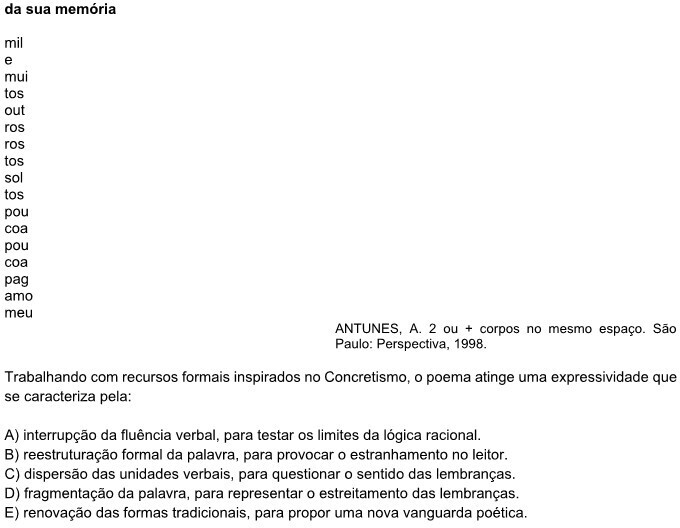 da sua memória
mil
e
mui
tos
out
ros
ros
tos
sol
tos
pou
coa
pou
coa
pag
amo
meu
ANTUNES, A. 2 ou + corpos no mesmo espaço. São
Paulo: Perspectiva, 1998.
Trabalhando com recursos formais inspirados no Concretismo, o poema atinge uma expressividade que
se caracteriza pela:
A) interrupção da fluência verbal, para testar os limites da lógica racional.
B) reestruturação formal da palavra, para provocar o estranhamento no leitor.
C) dispersão das unidades verbais, para questionar o sentido das lembranças.
D) fragmentação da palavra, para representar o estreitamento das lembranças.
E) renovação das formas tradicionais, para propor uma nova vanguarda poética.